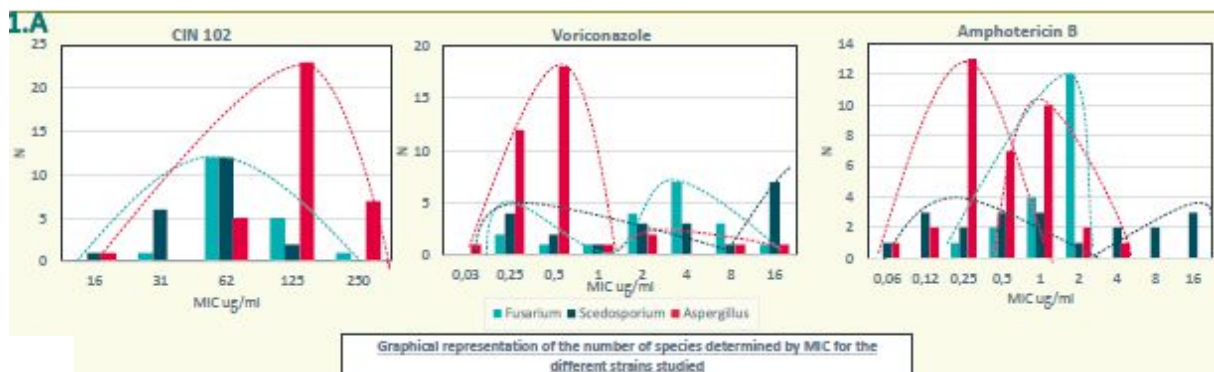 1.A
CIN 102
25
20
15
10
5
0
N
16 31 62 125 250
MIC ug/ml
Voriconazole
20
15
10
5
0
N
0,03 0,25 0,5 1 2 4 8 16
MIC ug/ml
Amphotericin B
14
12
10
8
6
4
2
0
N
0,06 0,12 0,25 0,5 1 2 4 8 16
MIC ug/ml
Fusarium Scedosporium Aspergillus
Graphical representation of the number of species determined by MIC for the
different strains studied